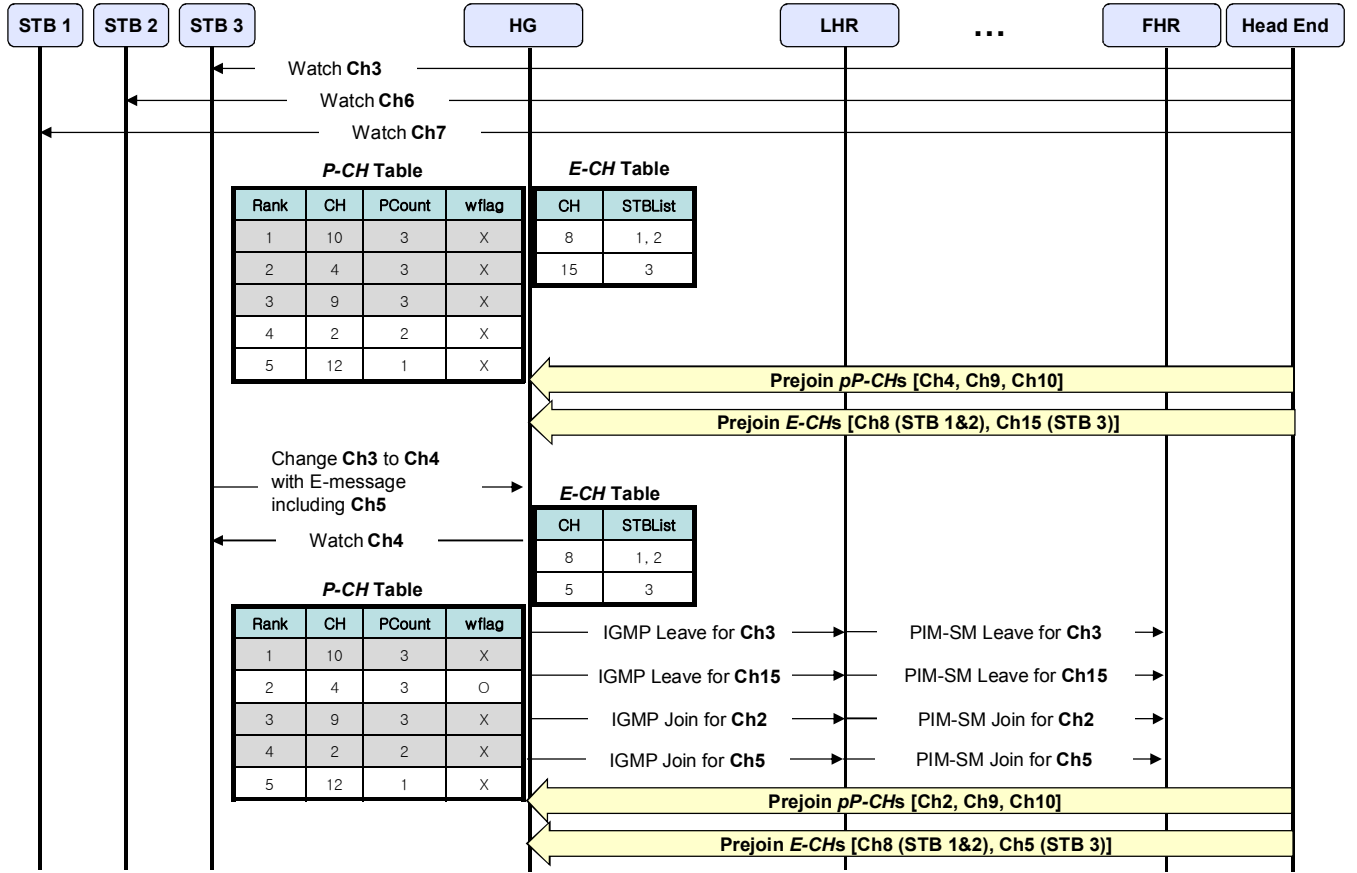 STB 1 STB 2 STB 3 HG LHR ... FHR Head End
Watch Ch3
Watch Ch6
Watch Ch7
P-CH Table
Rank CH PCount wflag
1 10 3 X
2 4 3 X
3 9 3 X
4 2 2 X
5 12 1 X
E-CH Table
CH STBList
8 1, 2
15 3
Prejoin pP-CHs [Ch4, Ch9, Ch10]
Prejoin E-CHs [Ch8 (STB 1&2), Ch15 (STB 3)]
Change Ch3 to Ch4
with E-message
including Ch5
E-CH Table
CH STBList
8 1, 2
5 3
Watch Ch4
P-CH Table
Rank CH PCount wflag
1 10 3 X
2 4 3 O
3 9 3 X
4 2 2 X
5 12 1 X
IGMP Leave for Ch3 PIM-SM Leave for Ch3
IGMP Leave for Ch15 PIM-SM Leave for Ch15
IGMP Join for Ch2 PIM-SM Join for Ch2
IGMP Join for Ch5 PIM-SM Join for Ch5
Prejoin pP-CHs [Ch2, Ch9, Ch10]
Prejoin E-CHs [Ch8 (STB 1&2), Ch5 (STB 3)]